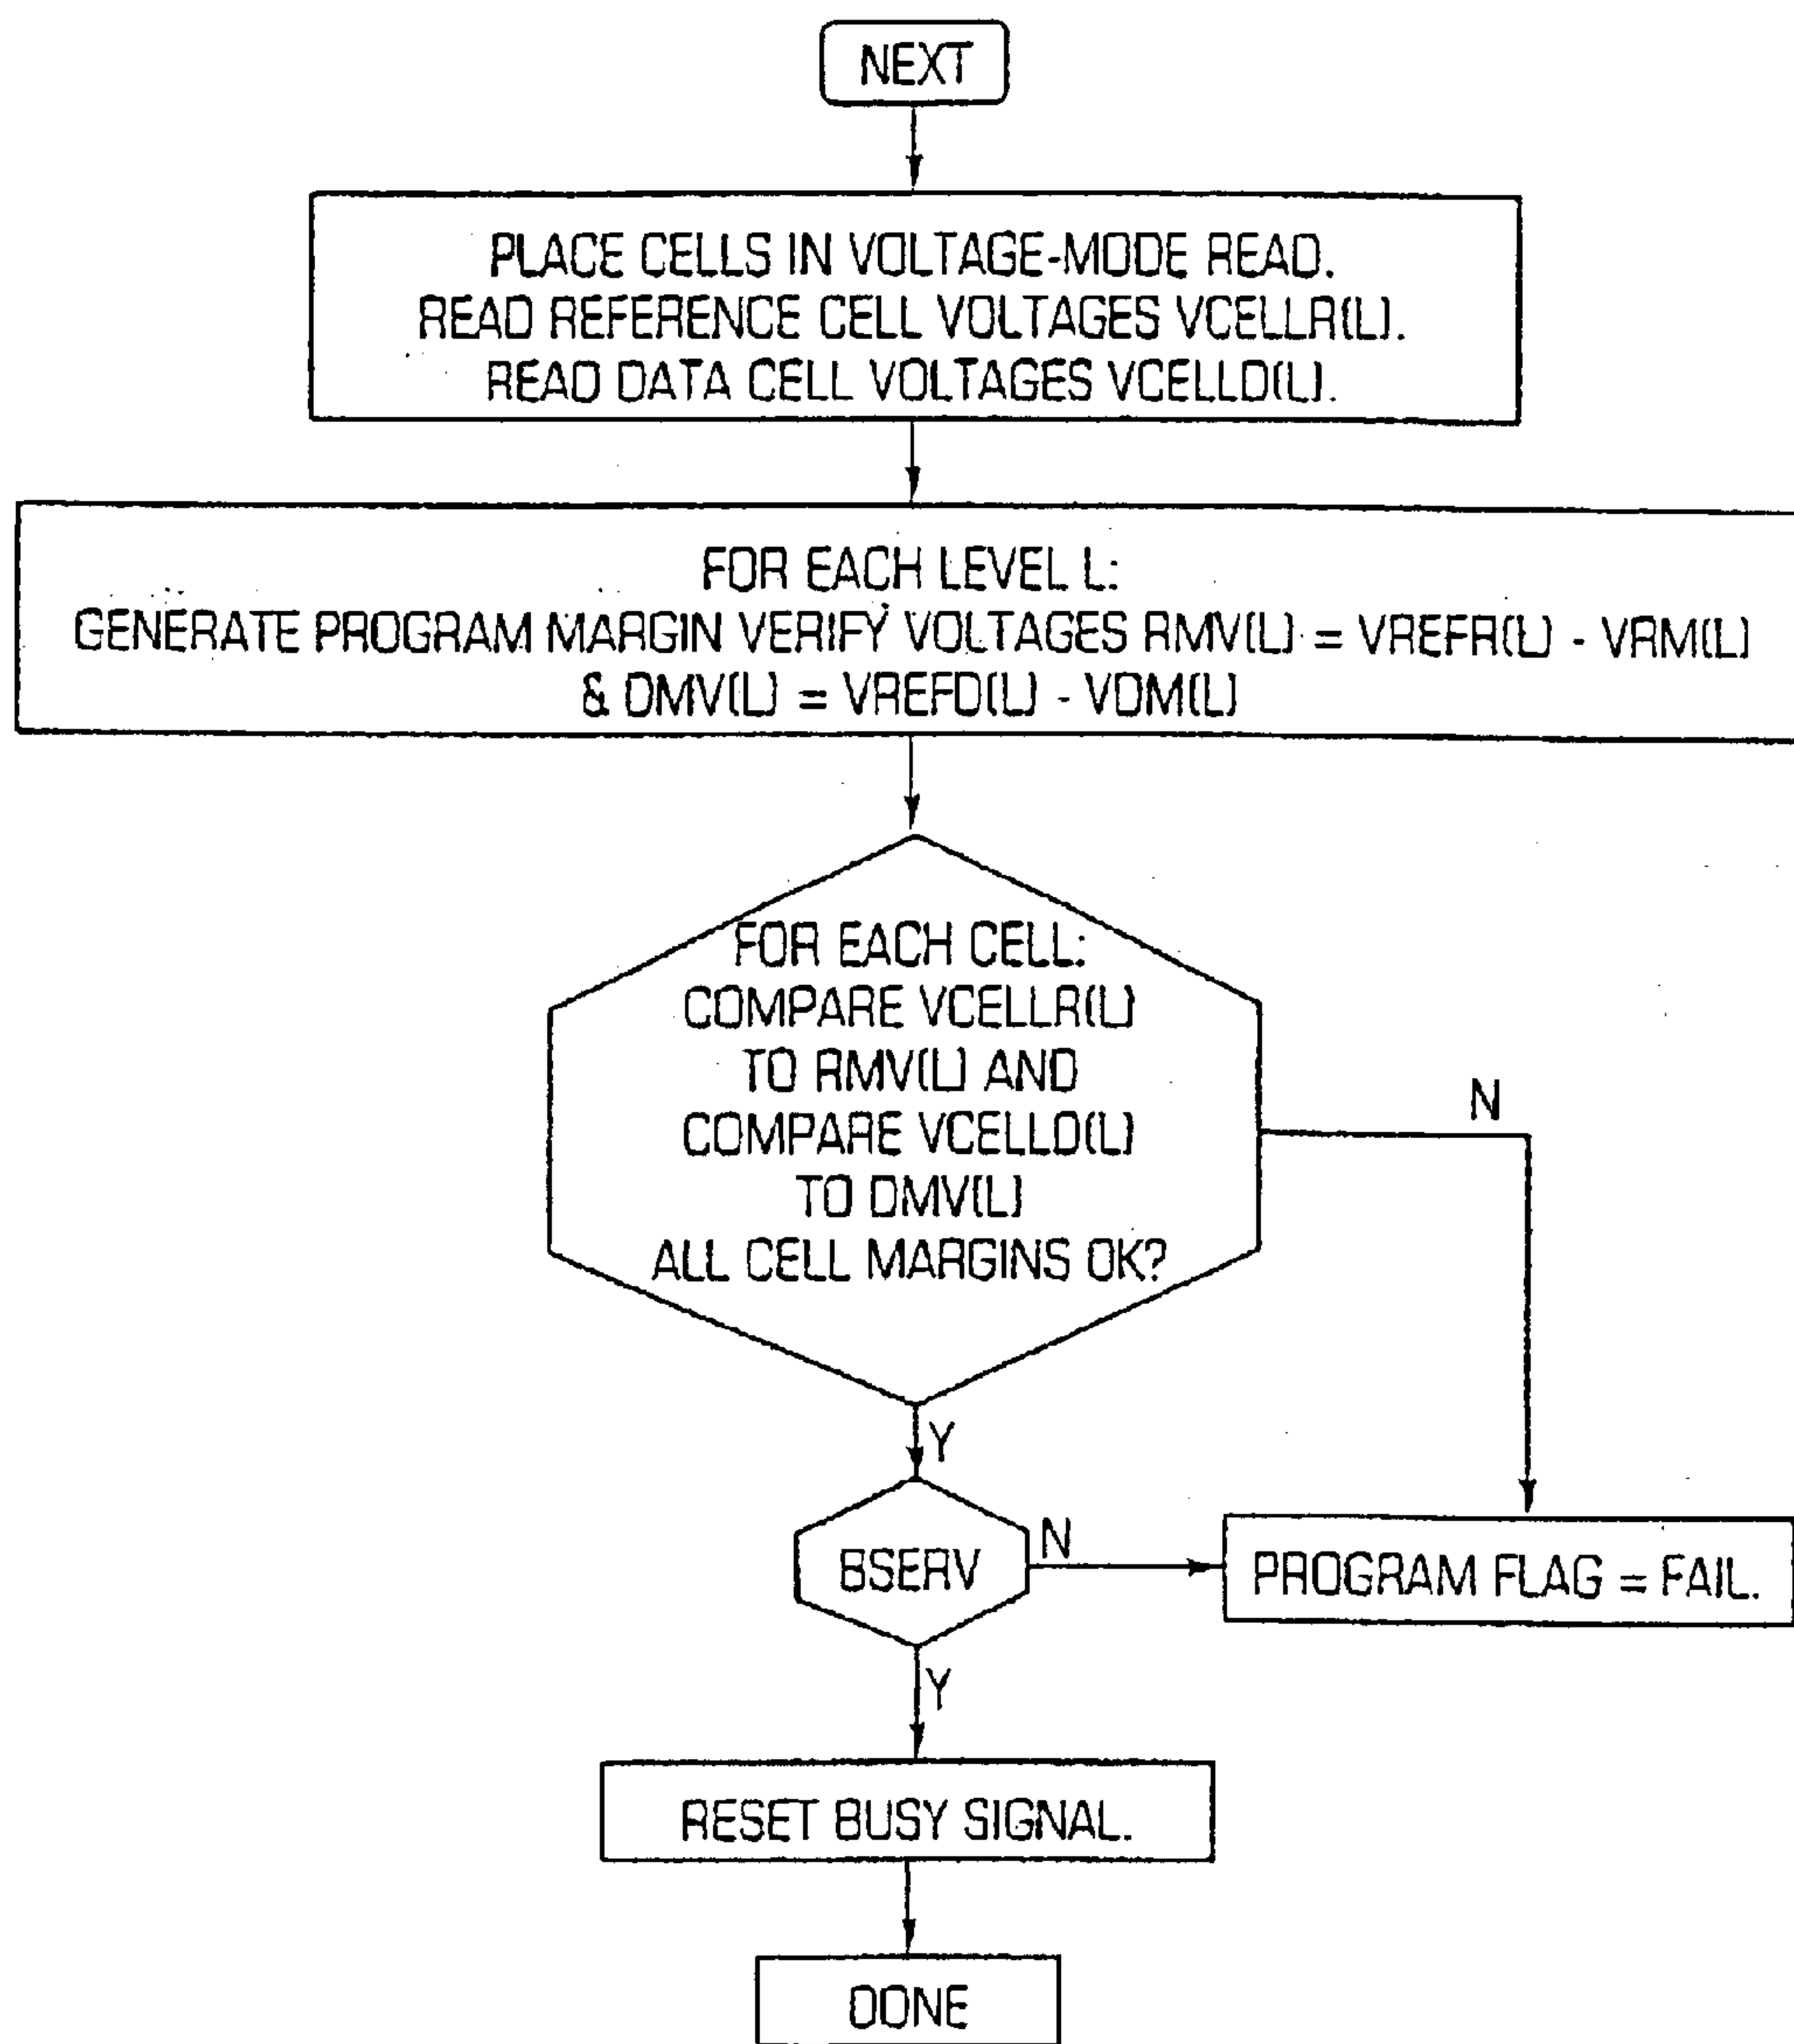 NEXT
PLACE CELLS IN VOLTAGE-MODE READ.
READ REFERENCE CELL VOLTAGES VCELLR(L).
READ DATA CELL VOLTAGES VCELLD(L).
FOR EACH LEVEL L:
GENERATE PROGRAM MARGIN VERIFY VOLTAGES RMV(L) = VREFR(L) - VRM(L)
& DMV(L) = VREFD(L) - VDM(L)
FOR EACH CELL:
COMPARE VCELLR(L)
TO RMV(L) AND
COMPARE VCELLD(L)
TO DMV(L)
ALL CELL MARGINS OK?
N
Y
BSERV
N
PROGRAM FLAG = FAIL.
Y
RESET BUSY SIGNAL.
DONE